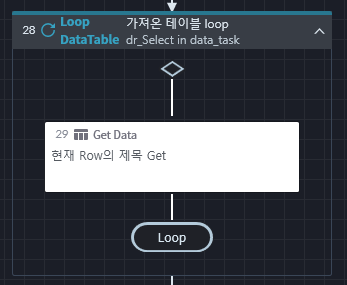 28 Loop DataTable 가져온 테이블 loop
dr_Select in data_task
29 Get Data
현재 Row의 제목 Get
Loop